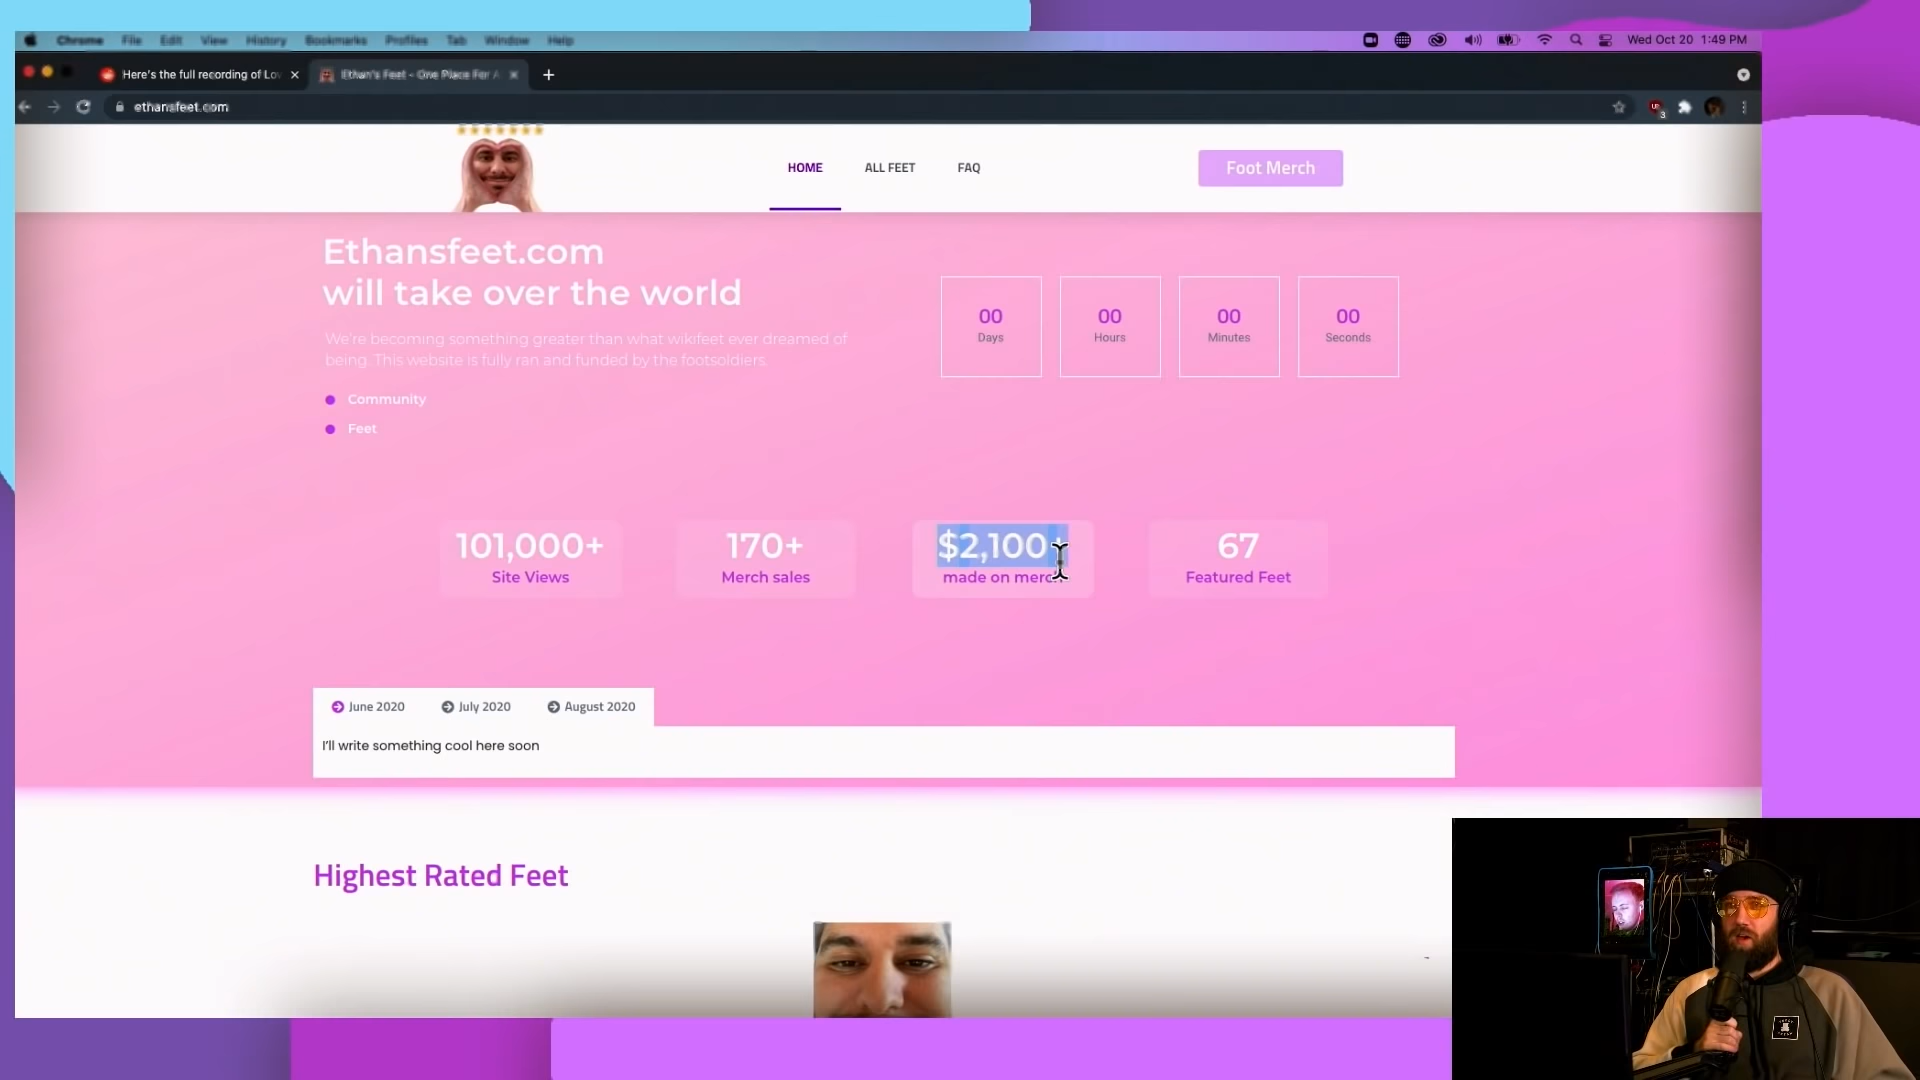 Chrome File Edit View History Bookmarks Profiles Tab Window Help
Wed Oct 20 1:49 PM
Here's the full recording of Lov
Ethan's Feet - One Place For A
ethansfeet.com
3
HOME
ALL FEET
FAQ
Foot Merch
Ethansfeet.com
will take over the world
We're becoming something greater than what wikifeet ever dreamed of
being. This website is fully ran and funded by the footsoldiers.
Community
Feet
00
Days
00
Hours
00
Minutes
00
Seconds
101,000+
Site Views
170+
Merch sales
$2,100+
made on merch
67
Featured Feet
June 2020
July 2020
August 2020
I'll write something cool here soon
Highest Rated Feet